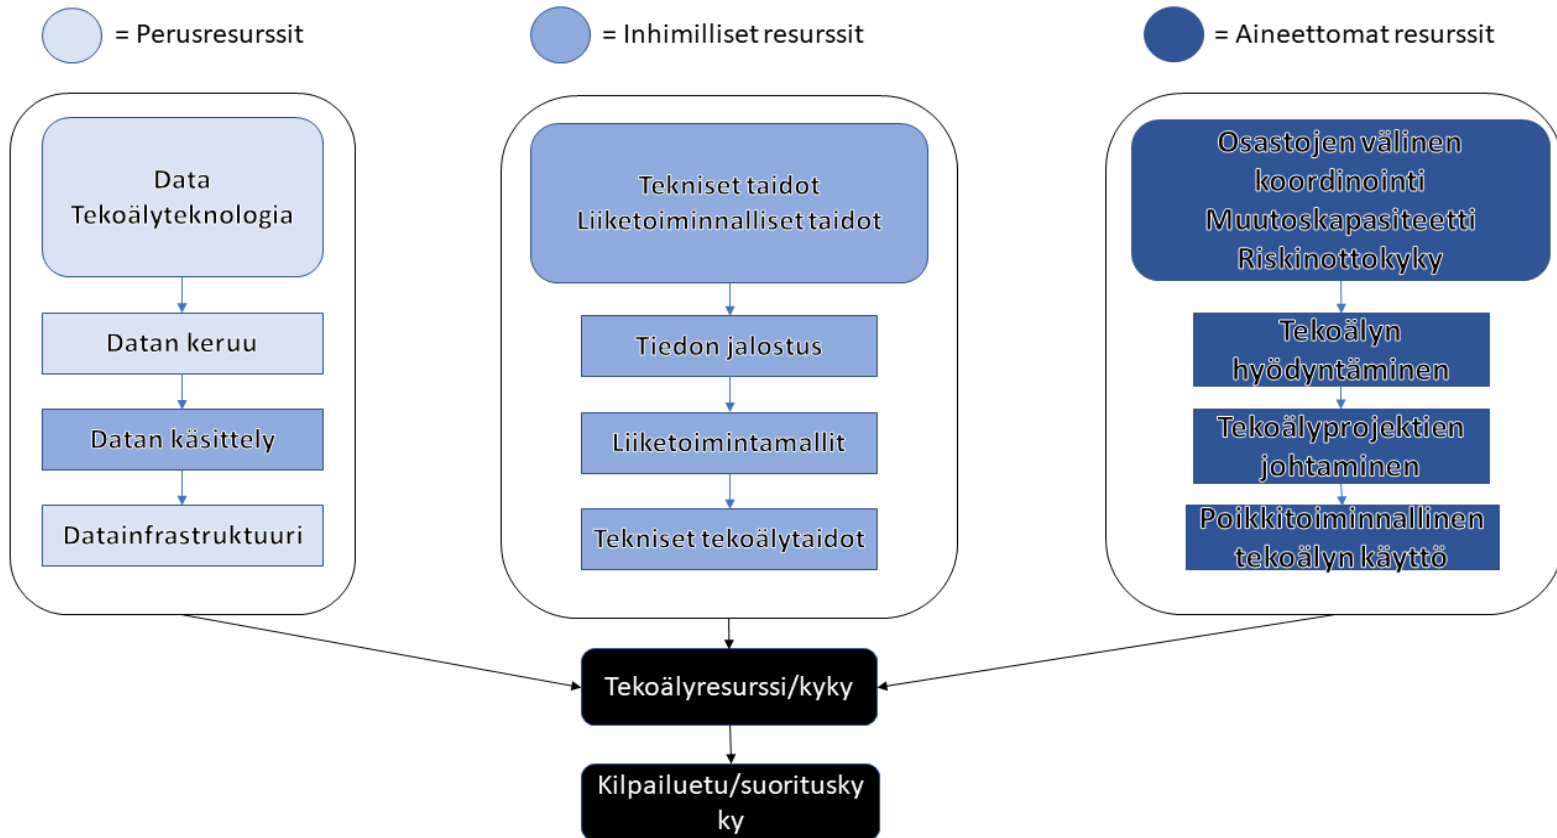 = Perusresurssit
= Inhimilliset resurssit
= Aineettomat resurssit
Data
Tekoälyteknologia
Datan keruu
Datan käsittely
Datainfrastruktuuri
Tekniset taidot
Liiketoiminnalliset taidot
Tiedon jalostus
Liiketoimintamallit
Tekniset tekoälytaidot
Osastojen välinen
koordinointi
Muutoskapasiteetti
Riskinottokyky
Tekoälyn
hyödyntäminen
Tekoälyprojektien
johtaminen
Poikkitoiminnallinen
tekoälyn käyttö
Tekoälyresurssi/kyky
Kilpailuetu/suoritusky
ky